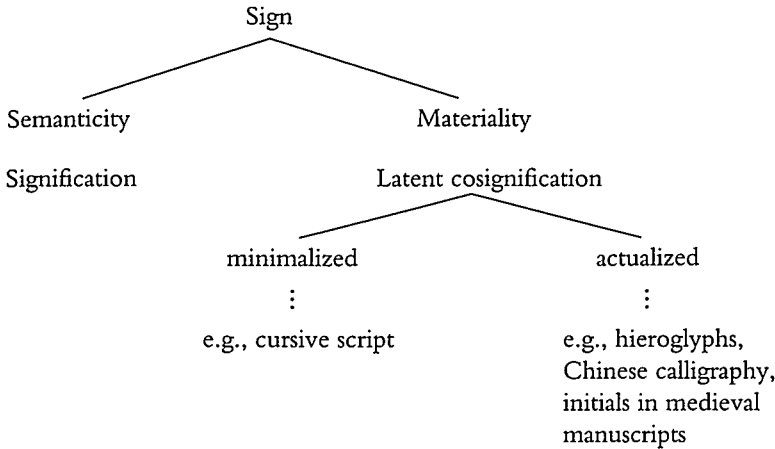 Sign
Semanticity Materiality
Signification Latent cosignification
minimalized actualized
e.g., cursive script e.g., hieroglyphs,
Chinese calligraphy,
initials in medieval
manuscripts